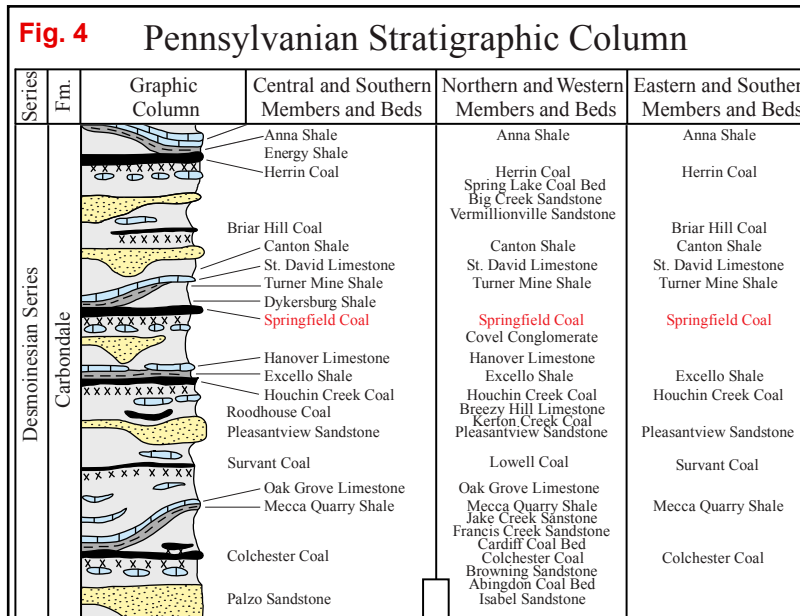 Fig. 4
Pennsylvanian Stratigraphic Column
Series
Fm.
Graphic
Column
Central and Southern
Members and Beds
Northern and Western
Members and Beds
Eastern and Southern
Members and Beds
Desmoinesian Series
Carbondale
Anna Shale
Energy Shale
Herrin Coal
Briar Hill Coal
Canton Shale
St. David Limestone
Turner Mine Shale
Dykersburg Shale
Springfield Coal
Hanover Limestone
Excello Shale
Houchin Creek Coal
Roodhouse Coal
Pleasantview Sandstone
Survant Coal
Oak Grove Limestone
Mecca Quarry Shale
Colchester Coal
Palzo Sandstone
Anna Shale
Herrin Coal
Spring Lake Coal Bed
Big Creek Sandstone
Vermillionville Sandstone
Canton Shale
St. David Limestone
Turner Mine Shale
Springfield Coal
Covel Conglomerate
Hanover Limestone
Excello Shale
Houchin Creek Coal
Breezy Hill Limestone
Kerton Creek Coal
Pleasantview Sandstone
Lowell Coal
Oak Grove Limestone
Mecca Quarry Shale
Jake Creek Sanstone
Francis Creek Sandstone
Cardiff Coal Bed
Colchester Coal
Browning Sandstone
Abingdon Coal Bed
Isabel Sandstone
Anna Shale
Herrin Coal
Briar Hill Coal
Canton Shale
St. David Limestone
Turner Mine Shale
Springfield Coal
Excello Shale
Houchin Creek Coal
Pleasantview Sandstone
Survant Coal
Mecca Quarry Shale
Colchester Coal